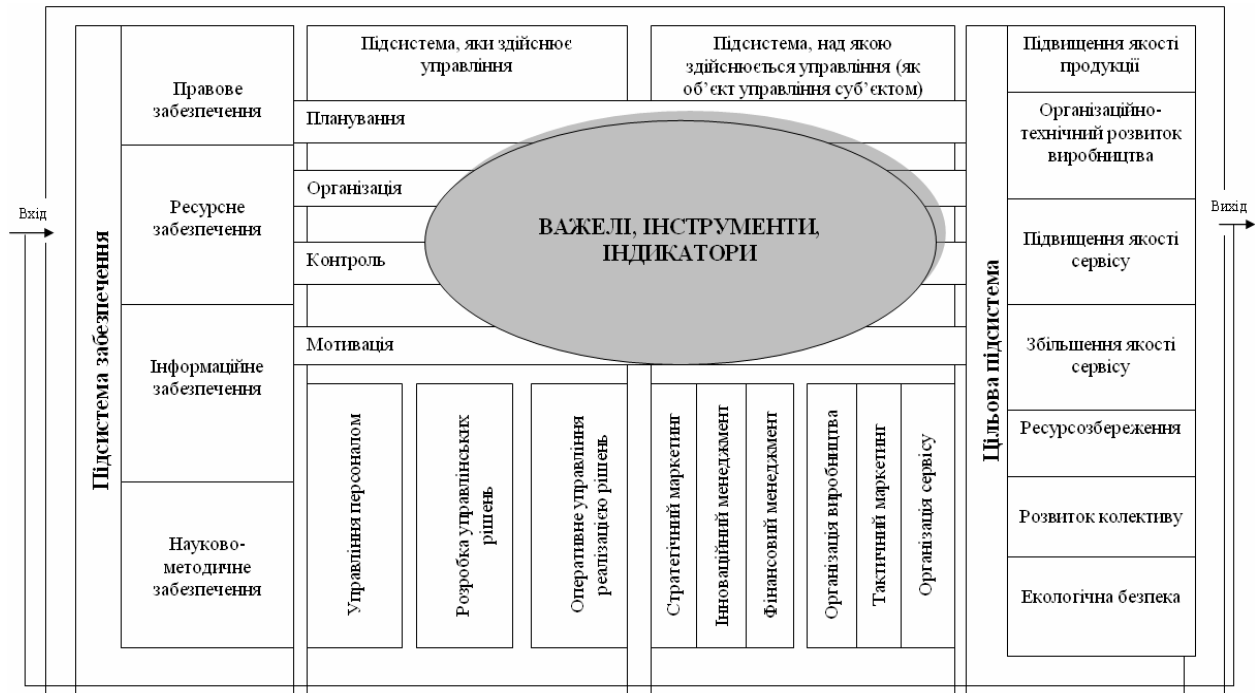 Вхід
Підсистема забезпечення
Правове
забезпечення
Ресурсне
забезпечення
Інформаційне
забезпечення
Науково-
методичне
забезпечення
Підсистема, яки здійснює
управління
Підсистема, над якою
здійснюється управління (як
об’єкт управління суб’єктом)
Планування
Організація
Контроль
Мотивація
ВАЖЕЛІ, ІНСТРУМЕНТИ,
ІНДИКАТОРИ
Управління персоналом
Розробка управлінських
рішень
Оперативне управління
реалізацією рішень
Стратегічний маркетинг
Інноваційний менеджмент
Фінансовий менеджмент
Організація виробництва
Тактичний маркетинг
Організація сервісу
Цільова підсистема
Підвищення якості
продукції
Організаційно-
технічний розвиток
виробництва
Підвищення якості
сервісу
Збільшення якості
сервісу
Ресурсозбереження
Розвиток колективу
Екологічна безпека
Вихід